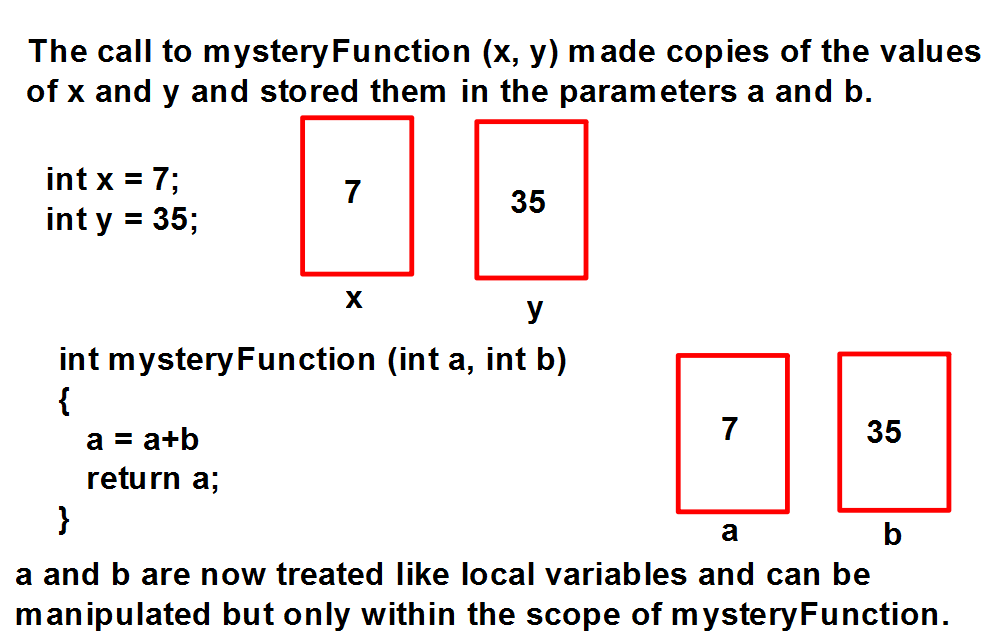 The call to mysteryFunction (x, y) made copies of the values
of x and y and stored them in the parameters a and b.
int x = 7;
int y = 35;
7
35
x
y
int mysteryFunction (int a, int b)
{
a = a+b
return a;
}
7
35
a
b
a and b are now treated like local variables and can be
manipulated but only within the scope of mysteryFunction.